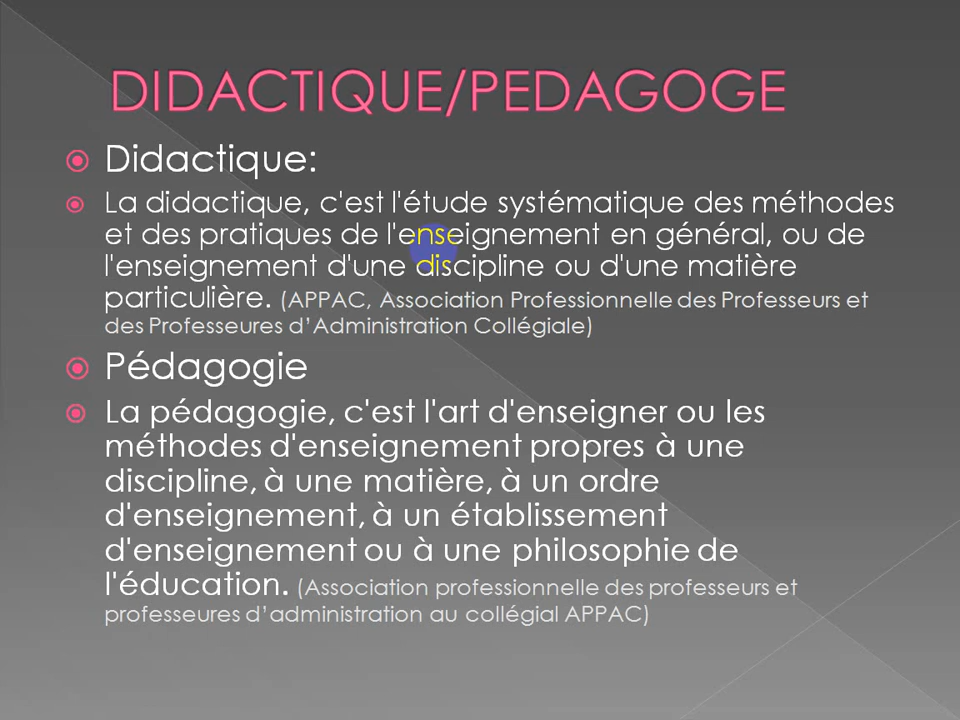 DIDACTIQUE/PEDAGOGE
Didactique:
La didactique, c'est l'étude systématique des méthodes
et des pratiques de l'enseignement en général, ou de
l'enseignement d'une discipline ou d'une matière
particulière. (APPAC, Association Professionnelle des Professeurs et
des Professeures d’Administration Collégiale)
Pédagogie
La pédagogie, c'est l'art d'enseigner ou les
méthodes d'enseignement propres à une
discipline, à une matière, à un ordre
d'enseignement, à un établissement
d'enseignement ou à une philosophie de
l'éducation. (Association professionnelle des professeurs et
professeures d’administration au collégial APPAC)